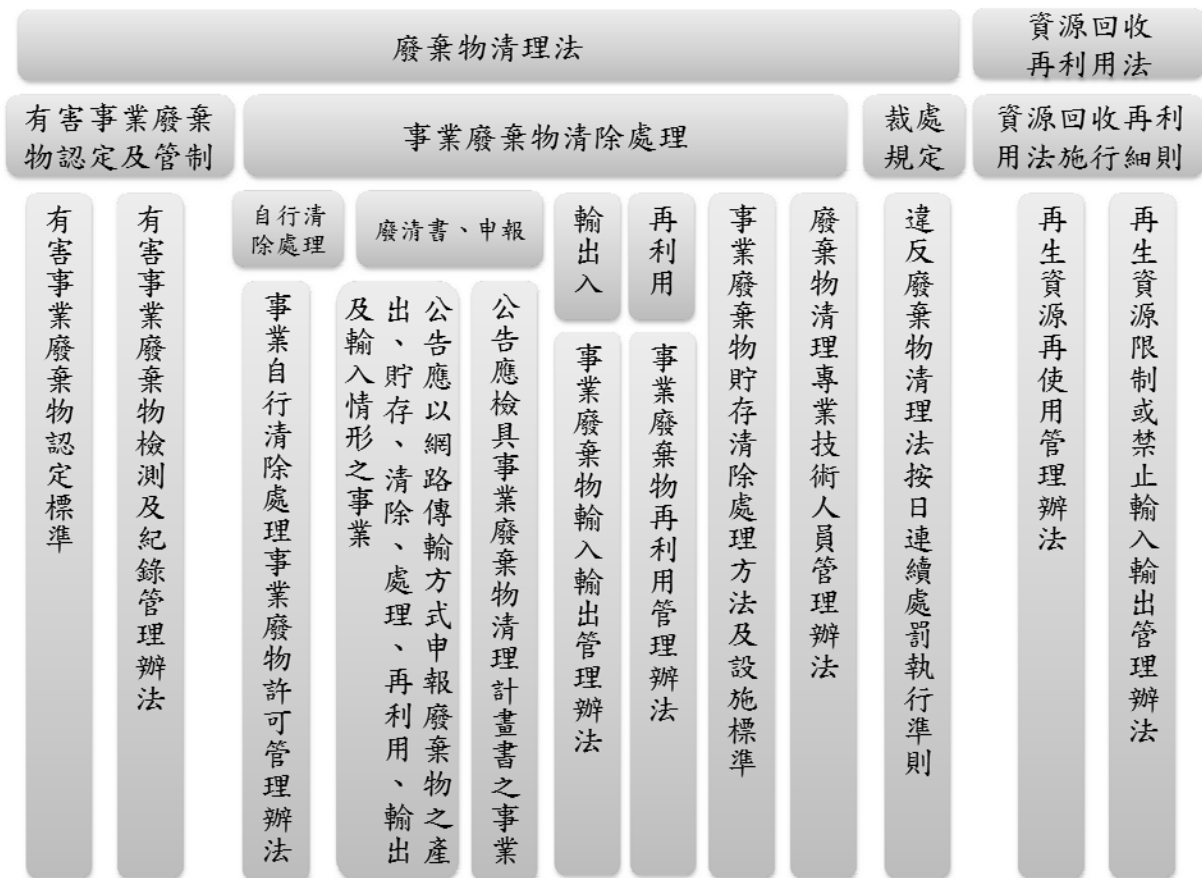 廢棄物清理法
資源回收
再利用法
有害事業廢棄
物認定及管制
事業廢棄物清除處理
裁處
規定
資源回收再利
用法施行細則
有害事業廢棄物認定標準
有害事業廢棄物檢測及紀錄管理辦法
自行清
除處理
事業自行清除處理事業廢物許可管理辦法
廢清書、申報
公告應以網路傳輸方式申報廢棄物之產
出、貯存、清除、處理、再利用、輸出
及輸入情形之事業
公告應檢具事業廢棄物清理計畫書之事業
輸出入
事業廢棄物輸入輸出管理辦法
再利用
事業廢棄物再利用管理辦法
事業廢棄物貯存清除處理方法及設施標準
廢棄物清理專業技術人員管理辦法
違反廢棄物清理法按日連續處罰執行準則
再生資源再使用管理辦法
再生資源限制或禁止輸入輸出管理辦法